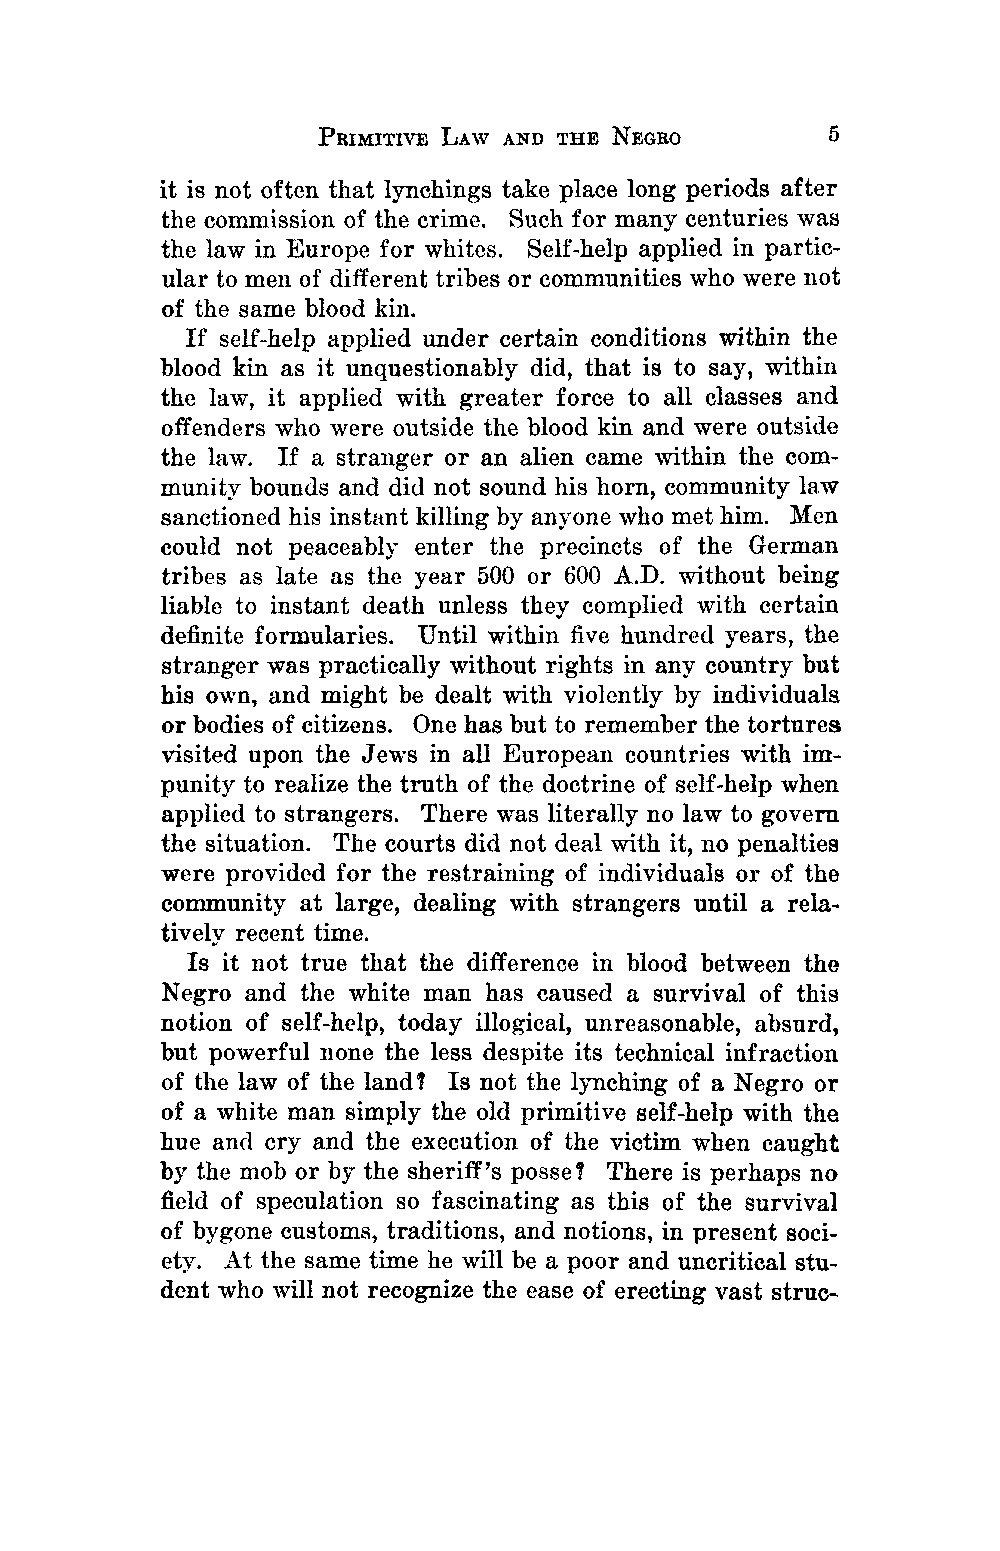 PRIMITIVE LAW AND THE NEGRO 5
it is not often that lynchings take place long periods after
the commission of the crime. Such for many centuries was
the law in Europe for whites. Self-help applied in partic-
ular to men of different tribes or communities who were not
of the same blood kin.
If self-help applied under certain conditions within the
blood kin as it unquestionably did, that is to say, within
the law, it applied with greater force to all classes and
offenders who were outside the blood kin and were outside
the law. If a stranger or an alien came within the com-
munity bounds and did not sound his horn, community law
sanctioned his instant killing by anyone who met him. Men
could not peaceably enter the precincts of the German
tribes as late as the year 500 or 600 A.D. without being
liable to instant death unless they complied with certain
definite formularies. Until within five hundred years, the
stranger was practically without rights in any country but
his own, and might be dealt with violently by individuals
or bodies of citizens. One has but to remember the tortures
visited upon the Jews in all European countries with im-
punity to realize the truth of the doctrine of self-help when
applied to strangers. There was literally no law to govern
the situation. The courts did not deal with it, no penalties
were provided for the restraining of individuals or of the
community at large, dealing with strangers until a rela-
tively recent time.
Is it not true that the difference in blood between the
Negro and the white man has caused a survival of this
notion of self-help, today illogical, unreasonable, absurd,
but powerful none the less despite its technical infraction
of the law of the land? Is not the lynching of a Negro or
of a white man simply the old primitive self-help with the
hue and cry and the execution of the victim when caught
by the mob or by the sheriff's posse? There is perhaps no
field of speculation so fascinating as this of the survival
of bygone customs, traditions, and notions, in present soci-
ety. At the same time he will be a poor and uncritical stu-
dent who will not recognize the ease of erecting vast struc-